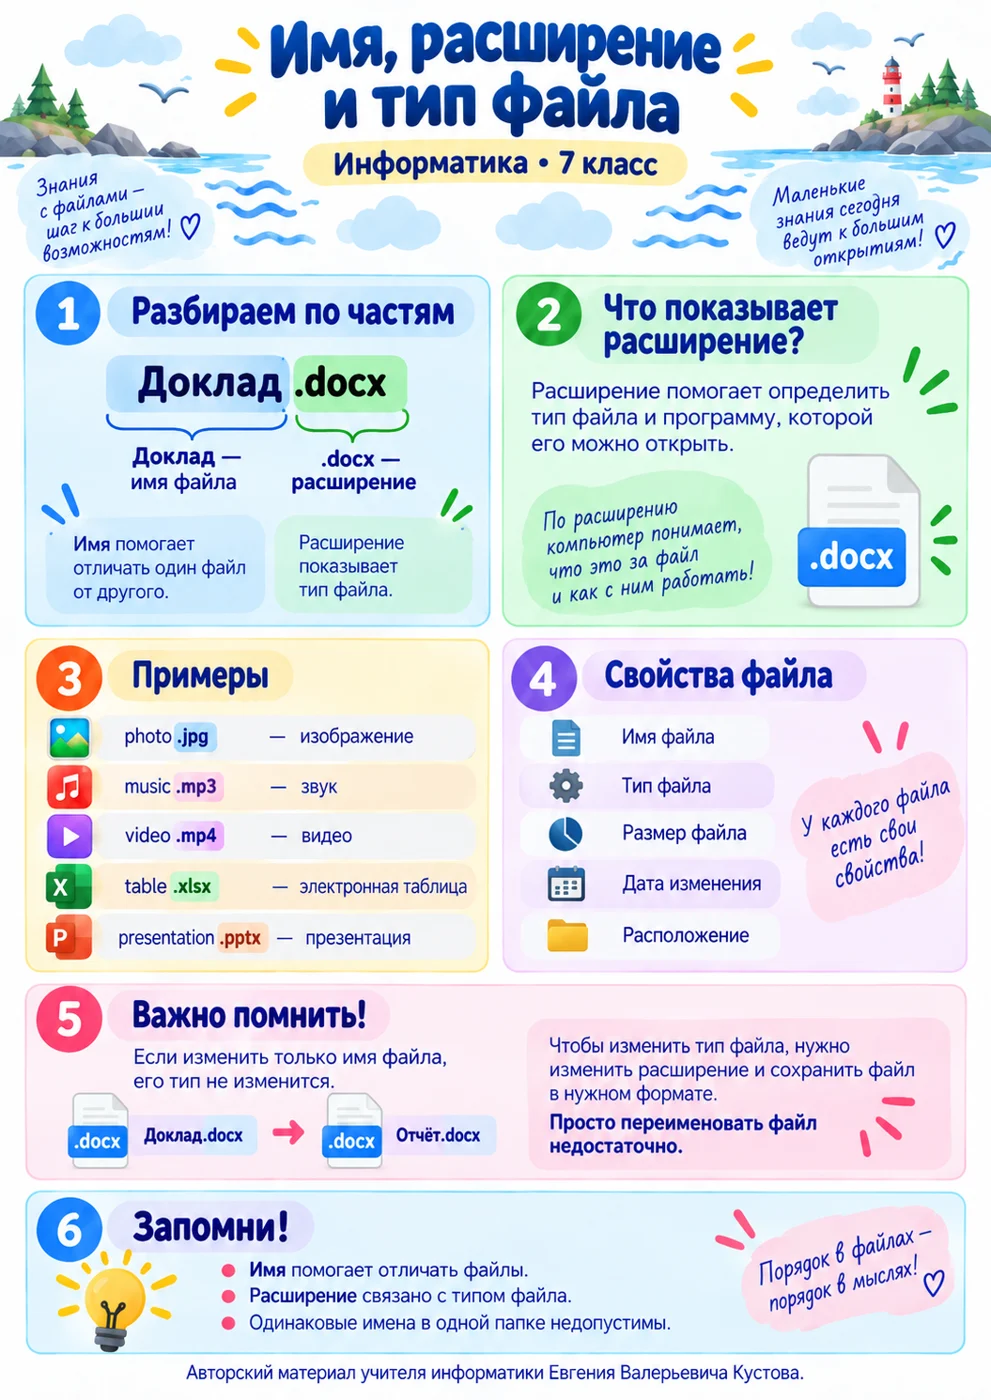 Имя, расширение
и тип файла
Информатика • 7 класс
Знания
с файлами –
шаг к большии
возможностям!
Маленькие
знания сегодня
ведут к большим
открытиям!
1
Разбираем по частям
Доклад .docx
Доклад —
имя файла
.docx —
расширение
Имя помогает
отличать один файл
от другого.
Расширение
показывает
тип файла.
2
Что показывает
расширение?
Расширение помогает определить
тип файла и программу, которой
его можно открыть.
По расширению
компьютер понимает,
что это за файл
и как с ним работать!
.docx
3
Примеры
photo .jpg — изображение
music .mp3 — звук
video .mp4 — видео
X
table .xlsx — электронная таблица
P
presentation .pptx — презентация
4
Свойства файла
Имя файла
Тип файла
Размер файла
Дата изменения
Расположение
У каждого файла
есть свои
свойства!
5
Важно помнить!
Если изменить только имя файла,
его тип не изменится.
.docx
Доклад.docx
.docx
Отчёт.docx
Чтобы изменить тип файла, нужно
изменить расширение и сохранить файл
в нужном формате.
Просто переименовать файл
недостаточно.
6
Запомни!
Имя помогает отличать файлы.
Расширение связано с типом файла.
Одинаковые имена в одной папке недопустимы.
Порядок в файлах –
порядок в мыслях!
Авторский материал учителя информатики Евгения Валерьевича Кустова.